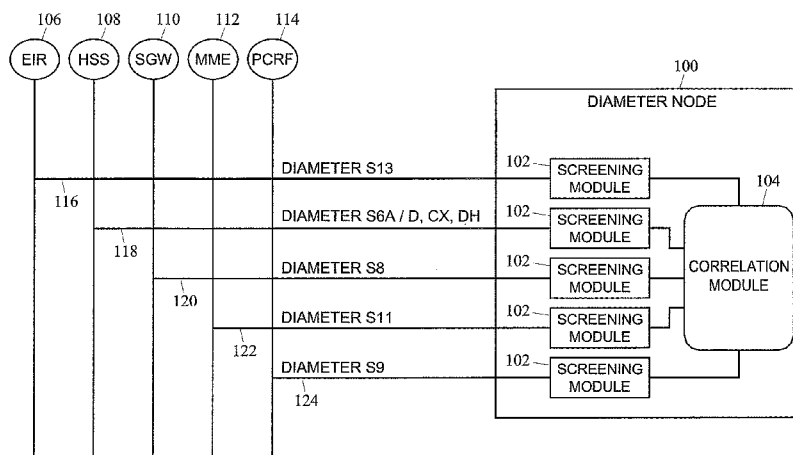 106 108 110 112 114
EIR HSS SGW MME PCRF
100
DIAMETER NODE
DIAMETER S13 102 SCREENING MODULE
116
104
DIAMETER S6A / D, CX, DH 102 SCREENING MODULE
118
CORRELATION MODULE
DIAMETER S8 102 SCREENING MODULE
120
DIAMETER S11 102 SCREENING MODULE
122
DIAMETER S9 102 SCREENING MODULE
124